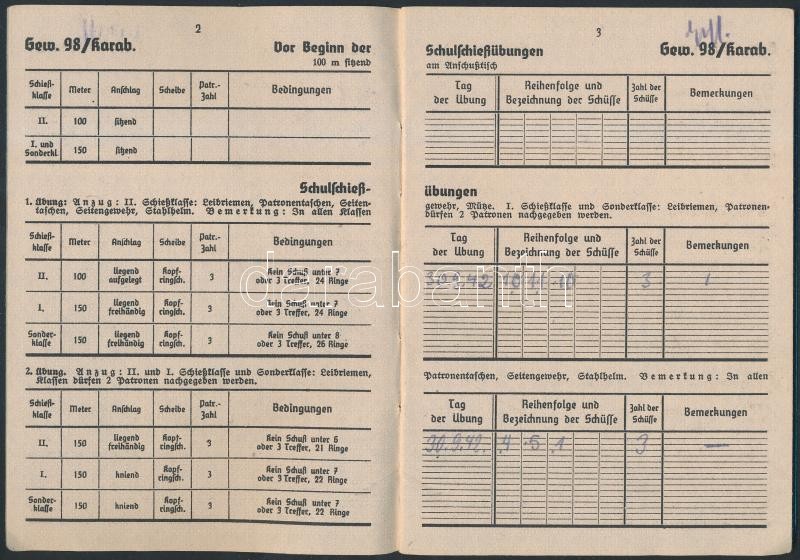 2
Gew. 98/Karab. Vor Beginn der
100 m sitzend
Schieß-klasse Meter Anschlag Scheibe Patr.-Zahl Bedingungen
II. 100 sitzend
I. und Sonderkl. 150 sitzend
Schulschieß-
1. Übung: Anzug: II. Schießklasse: Leibriemen, Patronentaschen, Seiten-
taschen, Seitengewehr, Stahlhelm. Bemerkung: In allen Klassen
Schieß-klasse Meter Anschlag Scheibe Patr.-Zahl Bedingungen
II. 100 liegend aufgelegt Kopf-ringsch. 3 Kein Schuß unter 7 oder 3 Treffer, 24 Ringe
I. 150 liegend freihändig Kopf-ringsch. 3 Kein Schuß unter 7 oder 3 Treffer, 24 Ringe
Sonder-klasse 150 liegend freihändig Kopf-ringsch. 3 Kein Schuß unter 8 oder 3 Treffer, 26 Ringe
2. Übung. Anzug: II. und I. Schießklasse und Sonderklasse: Leibriemen,
Klassen dürfen 2 Patronen nachgegeben werden.
Schieß-klasse Meter Anschlag Scheibe Patr.-Zahl Bedingungen
II. 150 liegend freihändig Kopf-ringsch. 3 Kein Schuß unter 6 oder 3 Treffer, 21 Ringe
I. 150 kniend Kopf-ringsch. 3 Kein Schuß unter 7 oder 3 Treffer, 22 Ringe
Sonder-klasse 150 kniend Kopf-ringsch. 3 Kein Schuß unter 7 oder 3 Treffer, 22 Ringe
3
Schulschießübungen Gew. 98/Karab.
am Anschußtisch
Tag der Übung Reihenfolge und Bezeichnung der Schüsse Zahl der Schüsse Bemerkungen
übungen
gewehr, Mütze. I. Schießklasse und Sonderklasse: Leibriemen, Patronen-
dürfen 2 Patronen nachgegeben werden.
Tag der Übung Reihenfolge und Bezeichnung der Schüsse Zahl der Schüsse Bemerkungen
30.9.42 10 11 10 3
Patronentaschen, Seitengewehr, Stahlhelm. Bemerkung: In allen
Tag der Übung Reihenfolge und Bezeichnung der Schüsse Zahl der Schüsse Bemerkungen
30.9.42. 4 5 1 3 —
darabanth